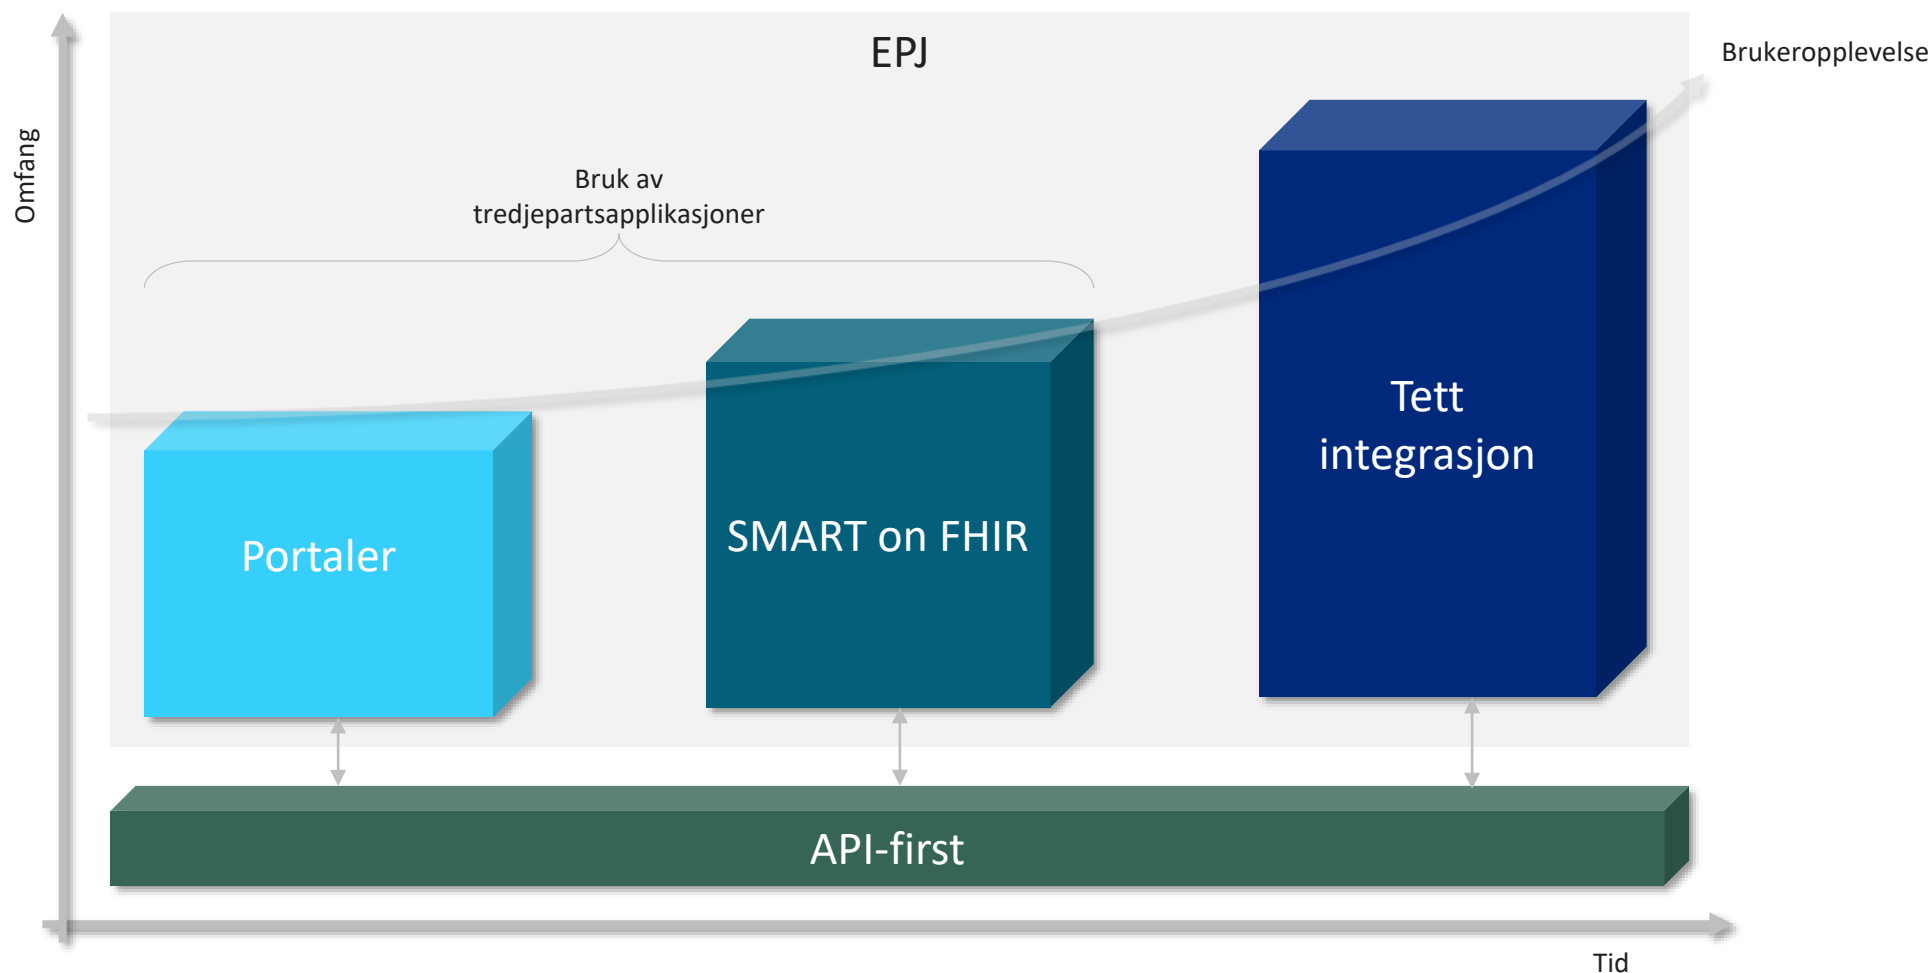 EPJ
Brukeropplevelse
Omfang
Bruk av
tredjepartsapplikasjoner
Portaler
SMART on FHIR
Tett
integrasjon
API-first
Tid